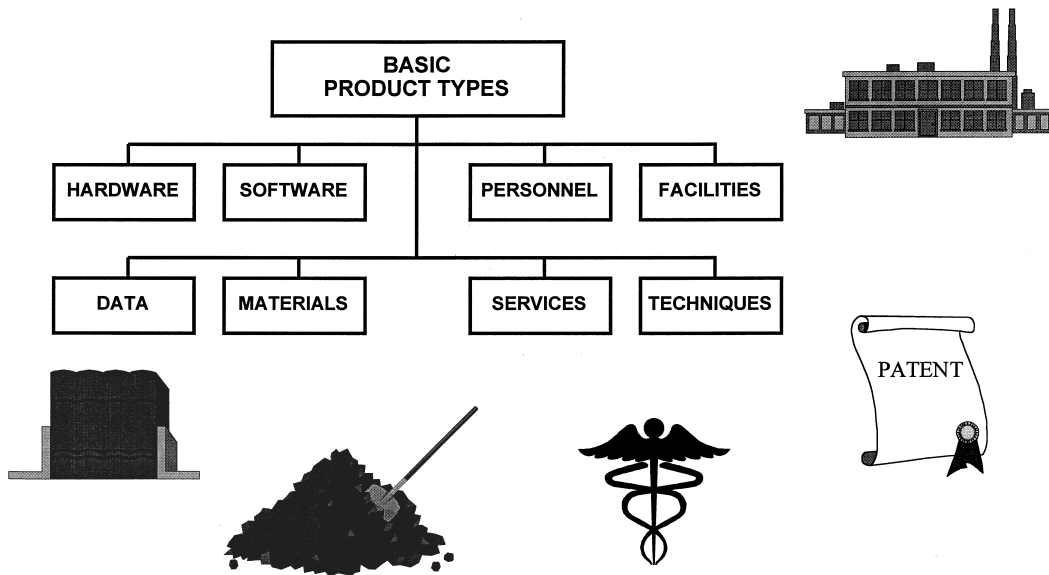 BASIC
PRODUCT TYPES
HARDWARE
SOFTWARE
PERSONNEL
FACILITIES
DATA
MATERIALS
SERVICES
TECHNIQUES
PATENT